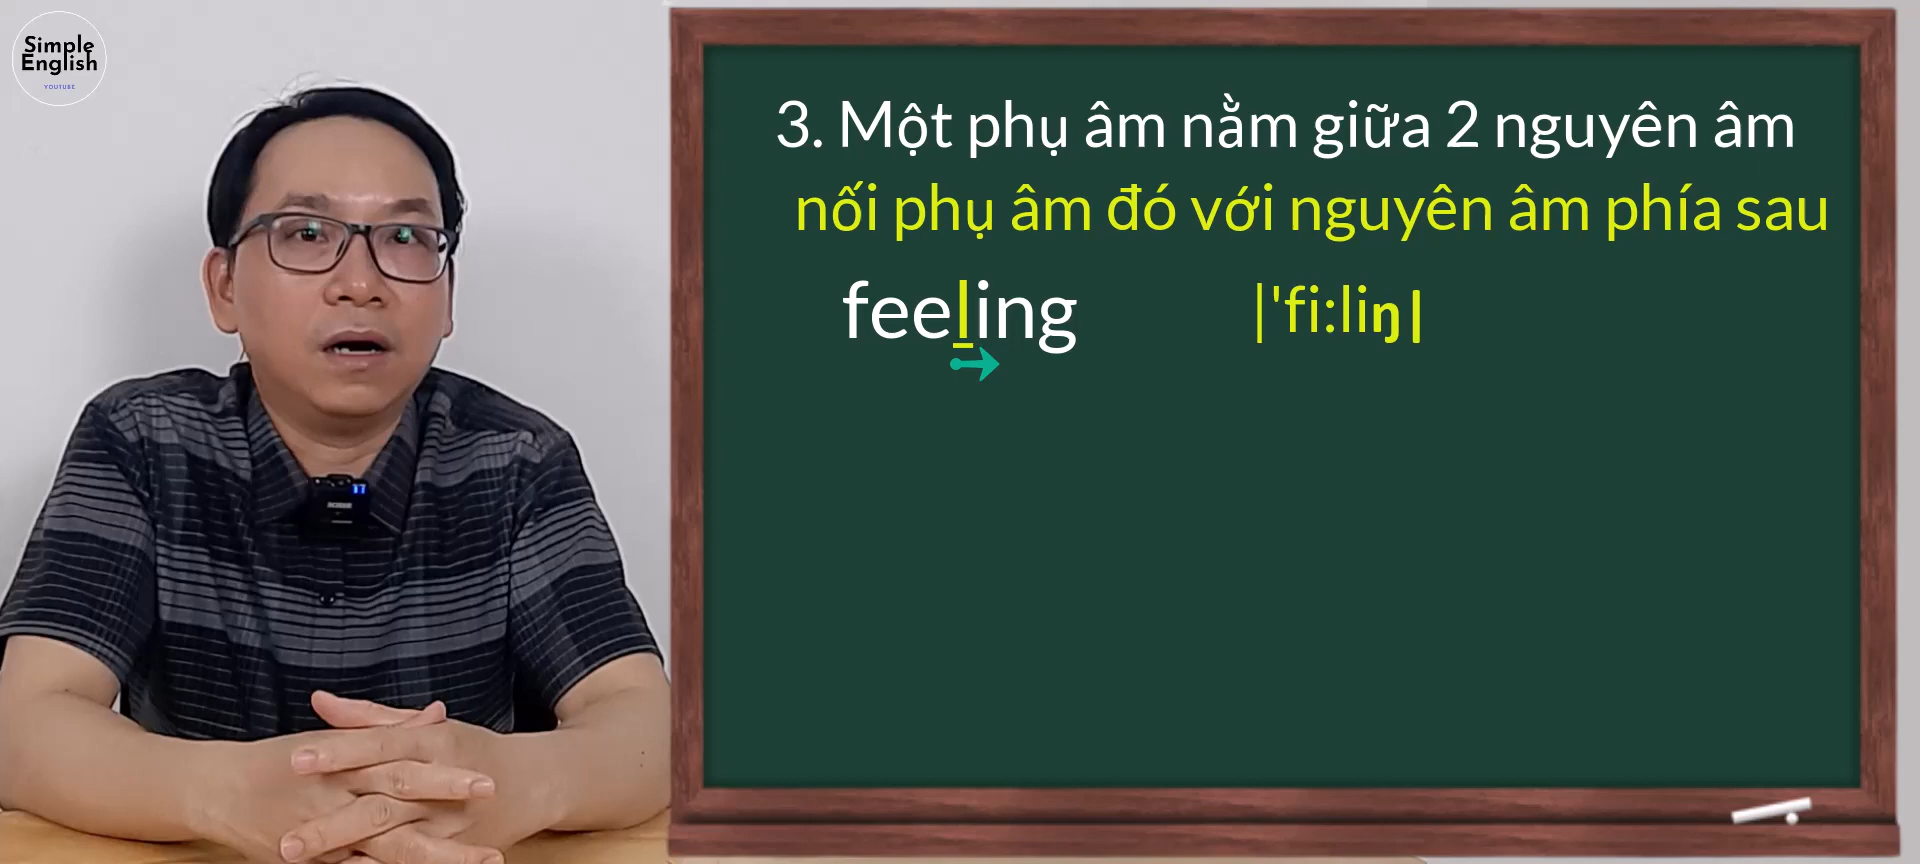 Simple
English
YOUTUBE
3. Một phụ âm nằm giữa 2 nguyên âm
nối phụ âm đó với nguyên âm phía sau
feeling |'fi:liŋ|